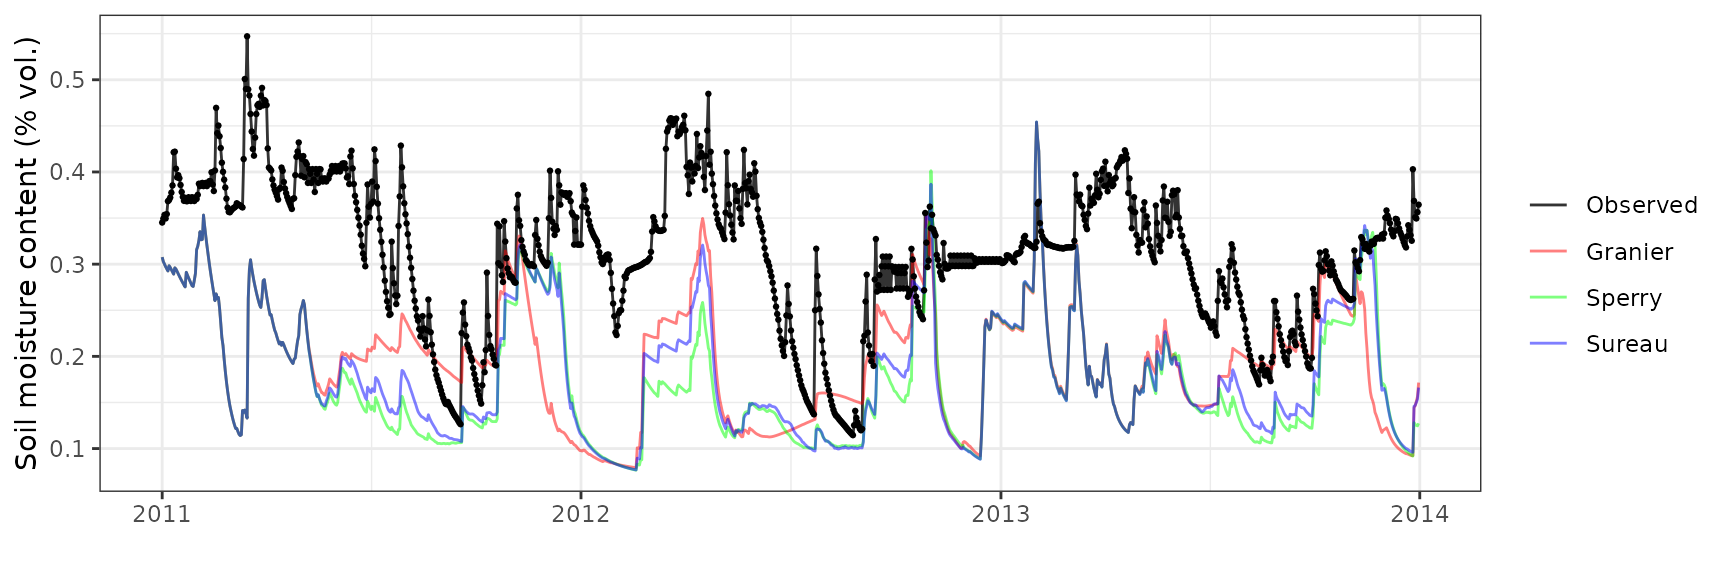 Soil moisture content (% vol.)
0.5
0.4
0.3
0.2
0.1
2011
2012
2013
2014
Observed
Granier
Sperry
Sureau